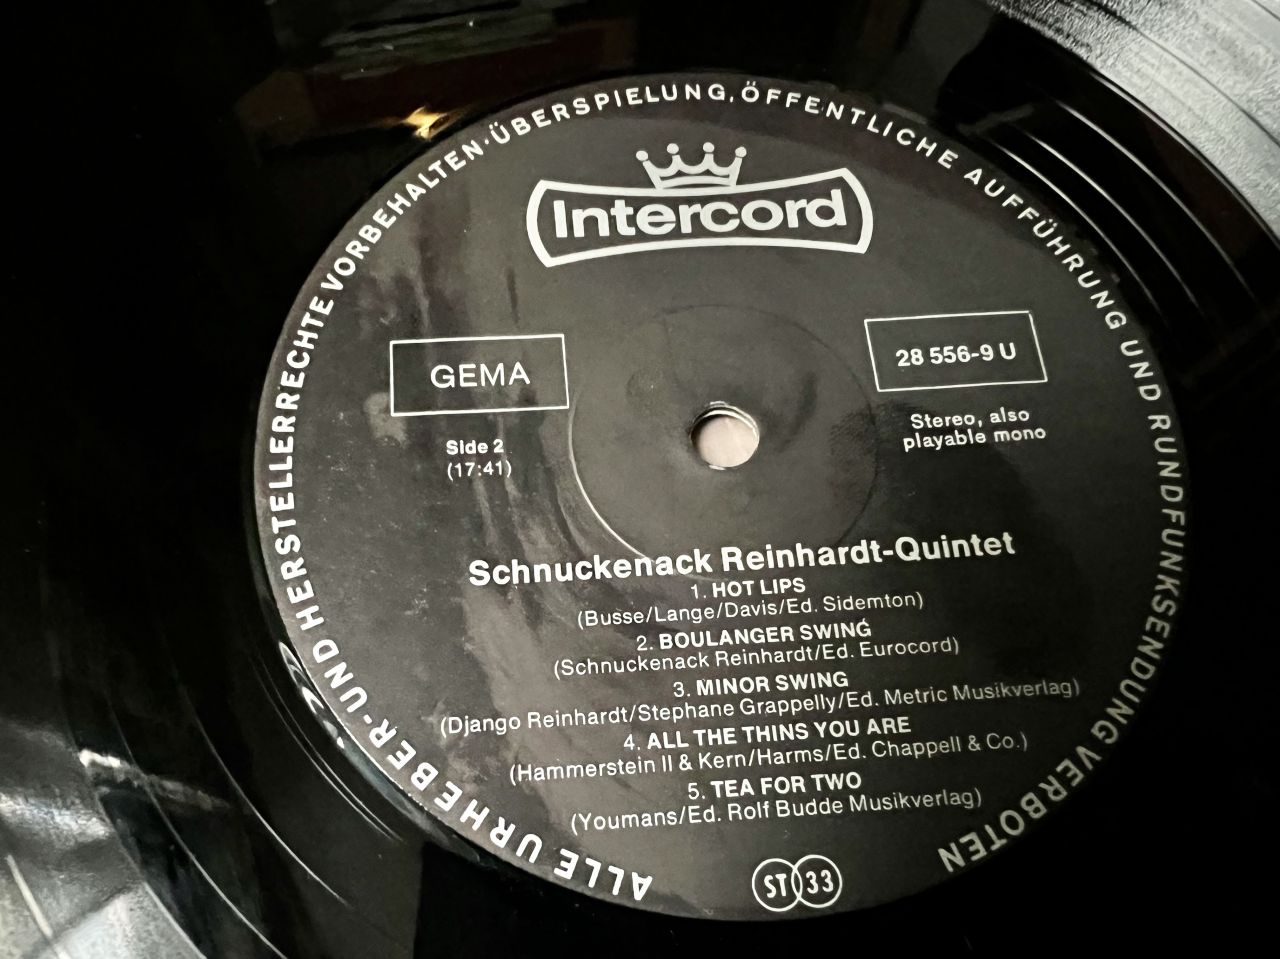 ALLE URHEBER- UND HERSTELLERRECHTE VORBEHALTEN · ÜBERSPIELUNG, ÖFFENTLICHE AUFFÜHRUNG UND RUNDFUNKSENDUNG VERBOTEN
Intercord
GEMA
28 556-9 U
Side 2
(17:41)
Stereo, also
playable mono
Schnuckenack Reinhardt-Quintet
1. HOT LIPS
(Busse/Lange/Davis/Ed. Sidemton)
2. BOULANGER SWING
(Schnuckenack Reinhardt/Ed. Eurocord)
3. MINOR SWING
(Django Reinhardt/Stephane Grappelly/Ed. Metric Musikverlag)
4. ALL THE THINS YOU ARE
(Hammerstein II & Kern/Harms/Ed. Chappell & Co.)
5. TEA FOR TWO
(Youmans/Ed. Rolf Budde Musikverlag)
ST 33